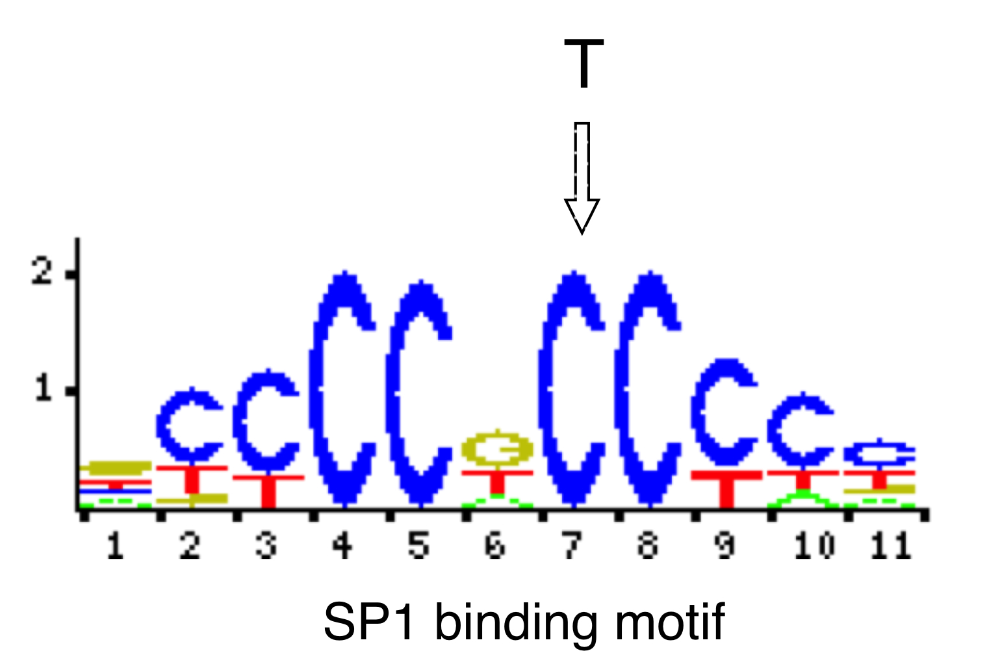 T
2
1
G C C C C G C C C C C
T T T T T T T
C G A A G
A A
1 2 3 4 5 6 7 8 9 10 11
SP1 binding motif